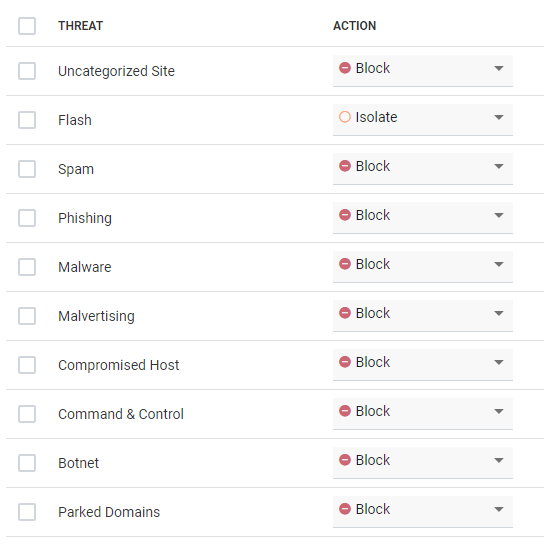 THREAT ACTION
Uncategorized Site Block
Flash Isolate
Spam Block
Phishing Block
Malware Block
Malvertising Block
Compromised Host Block
Command & Control Block
Botnet Block
Parked Domains Block